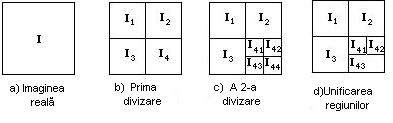 I
I₁ I₂
I₃ I₄
I₁ I₂
I₃ I₄₁ I₄₂
I₄₃ I₄₄
I₁ I₂
I₃ I₄₁ I₄₂
I₄₃
a) Imaginea reală
b) Prima divizare
c) A 2-a divizare
d)Unificarea regiunilor